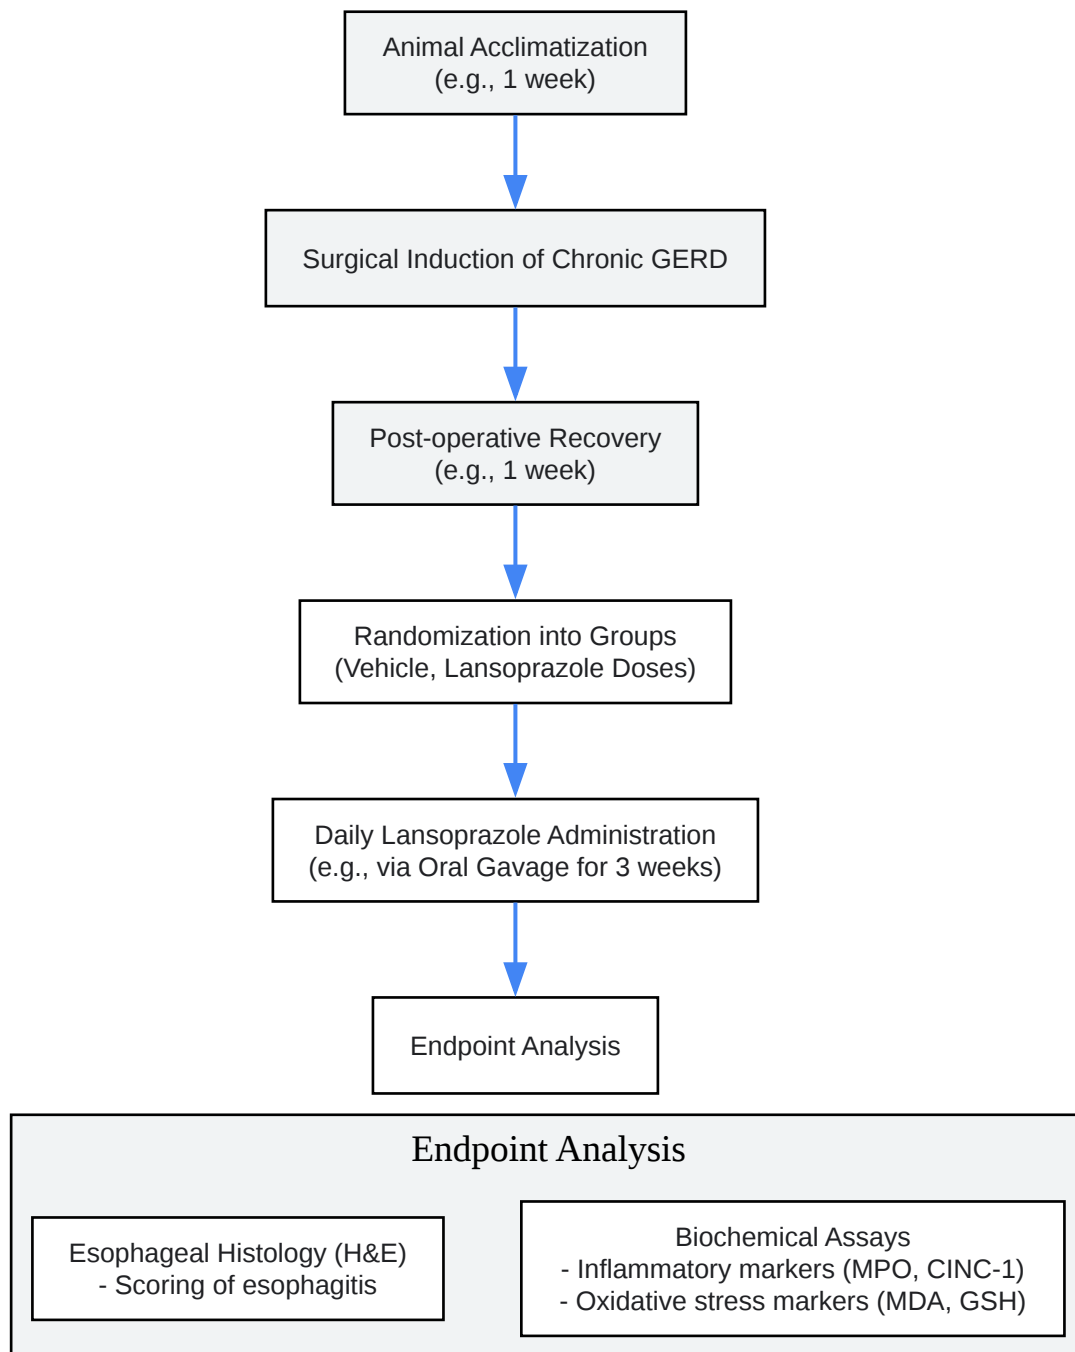 Animal Acclimatization
(e.g., 1 week)
Surgical Induction of Chronic GERD
Post-operative Recovery
(e.g., 1 week)
Randomization into Groups
(Vehicle, Lansoprazole Doses)
Daily Lansoprazole Administration
(e.g., via Oral Gavage for 3 weeks)
Endpoint Analysis
Endpoint Analysis
Esophageal Histology (H&E)
- Scoring of esophagitis
Biochemical Assays
- Inflammatory markers (MPO, CINC-1)
- Oxidative stress markers (MDA, GSH)